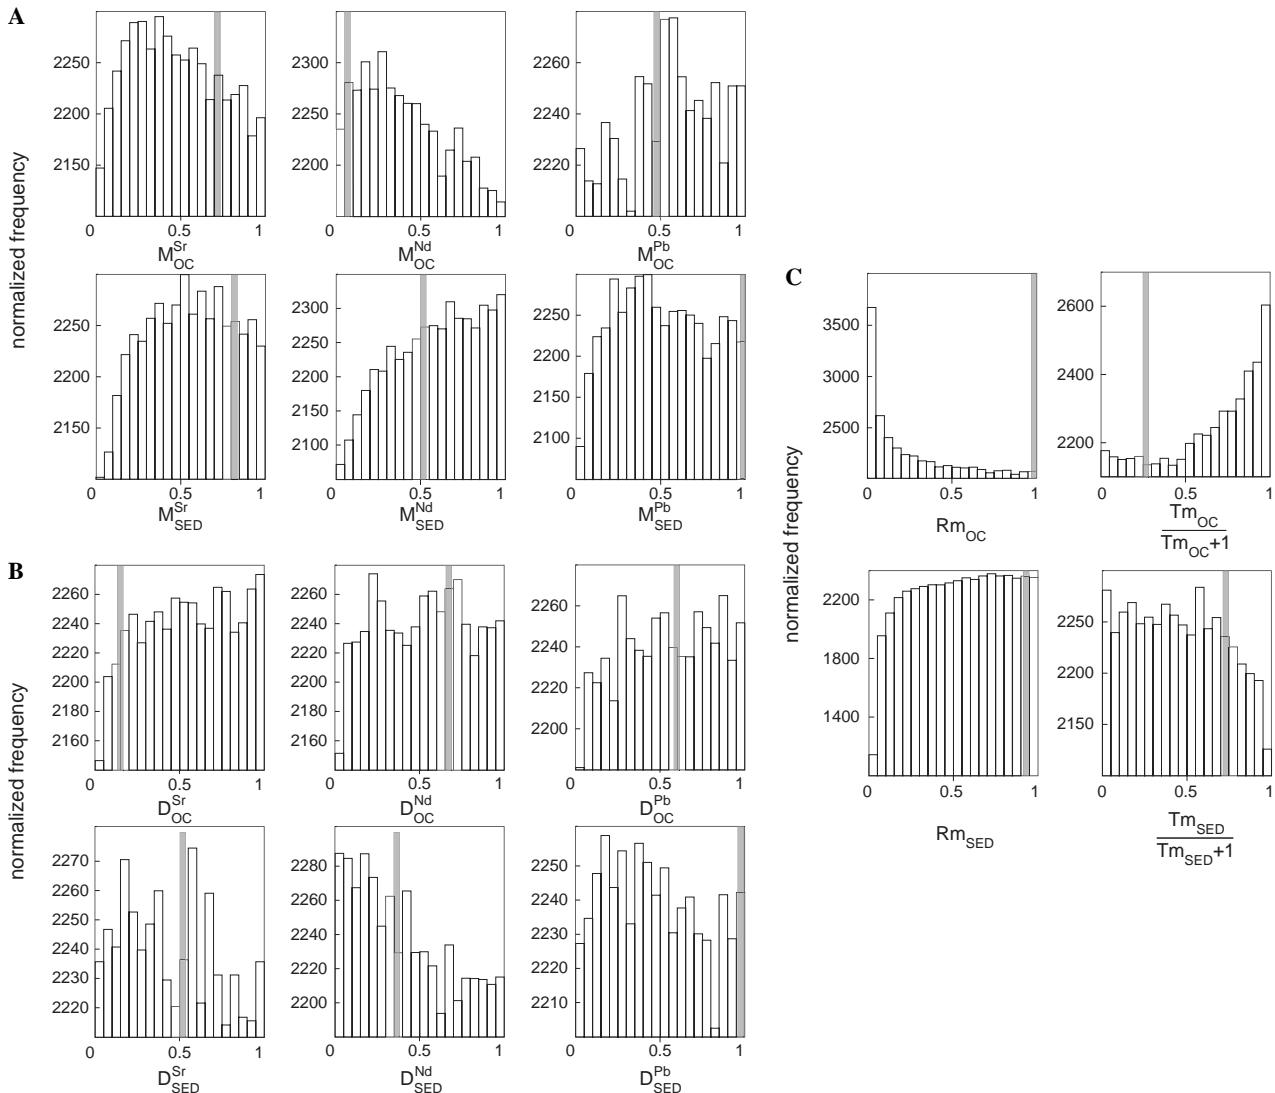 A
normalized frequency
2250
2200
2150
0 0.5 1
M_OC^Sr
2300
2250
2200
0 0.5 1
M_OC^Nd
2260
2240
2220
0 0.5 1
M_OC^Pb
2250
2200
2150
0 0.5 1
M_SED^Sr
2300
2250
2200
2150
2100
0 0.5 1
M_SED^Nd
2250
2200
2150
2100
0 0.5 1
M_SED^Pb
B
normalized frequency
2260
2240
2220
2200
2180
2160
0 0.5 1
D_OC^Sr
2260
2240
2220
2200
2180
2160
0 0.5 1
D_OC^Nd
2260
2240
2220
2200
0 0.5 1
D_OC^Pb
2270
2260
2250
2240
2230
2220
0 0.5 1
D_SED^Sr
2280
2260
2240
2220
2200
0 0.5 1
D_SED^Nd
2250
2240
2230
2220
2210
0 0.5 1
D_SED^Pb
C
normalized frequency
3500
3000
2500
0 0.5 1
Rm_OC
2600
2400
2200
0 0.5 1
Tm_OC
Tm_OC+1
2200
1800
1400
0 0.5 1
Rm_SED
2250
2200
2150
0 0.5 1
Tm_SED
Tm_SED+1